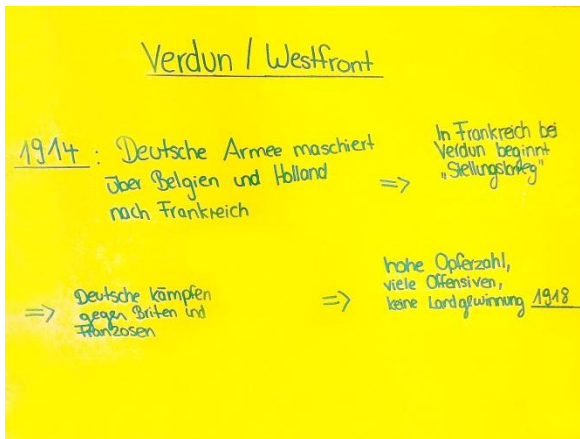 Verdun / Westfront
1914 : Deutsche Armee maschiert
über Belgien und Holland
nach Frankreich
=> In Frankreich bei
Verdun beginnt
„Stellungskrieg"
=> Deutsche kämpfen
gegen Briten und
Franzosen
=> hohe Opferzahl,
viele Offensiven,
keine Landgewinnung 1918